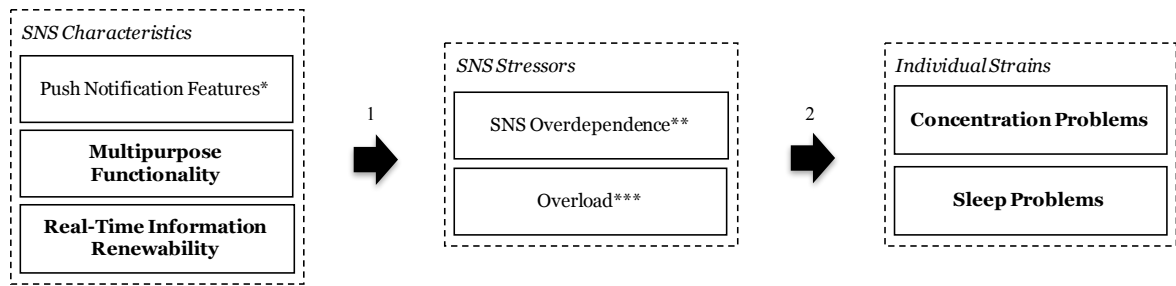 SNS Characteristics
Push Notification Features*
Multipurpose
Functionality
Real-Time Information
Renewability
1
SNS Stressors
SNS Overdependence**
Overload***
2
Individual Strains
Concentration Problems
Sleep Problems